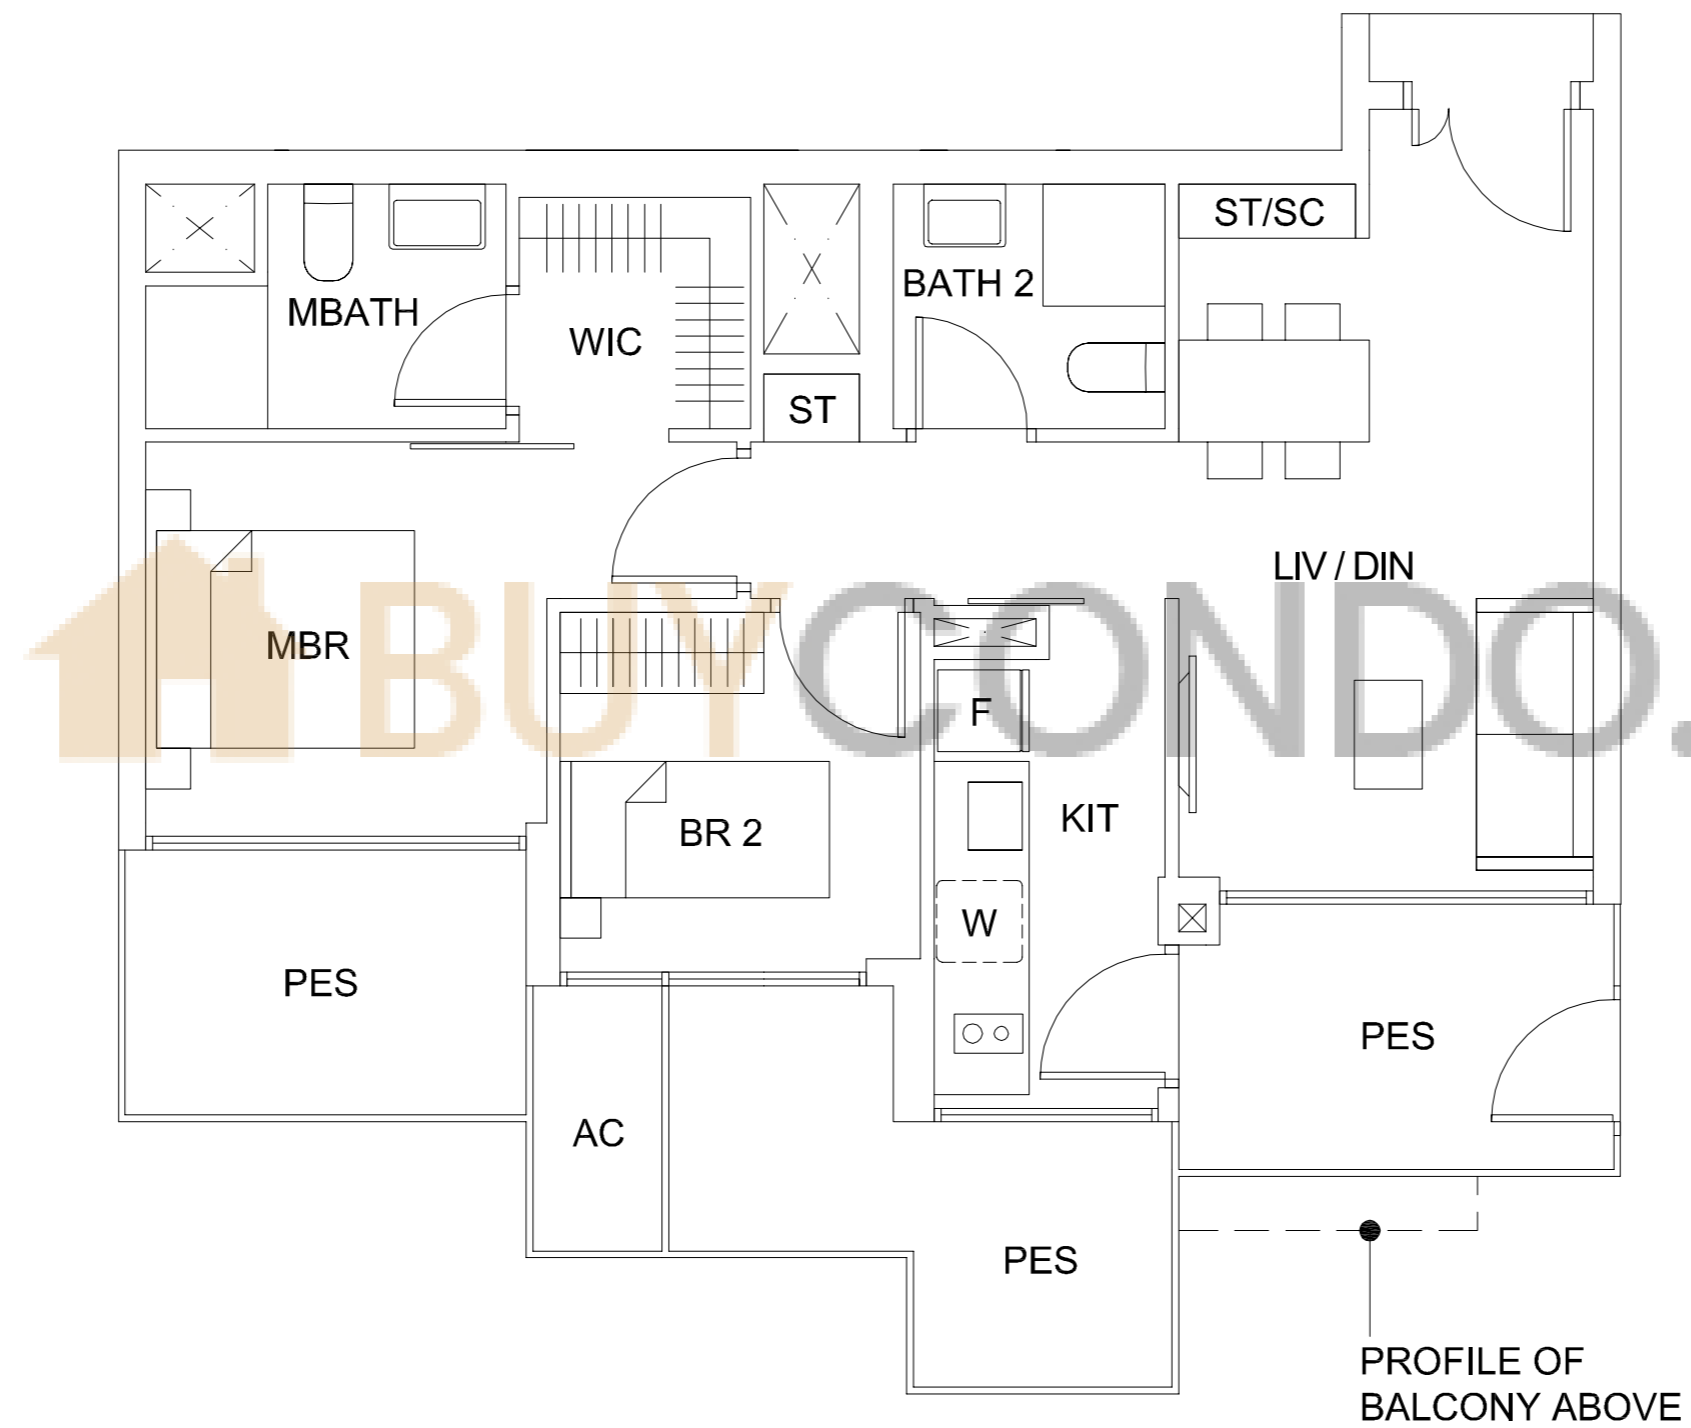 ST/SC
BATH 2
MBATH
WIC
ST
LIV / DIN
MBR
BUYCONDO.
F
KIT
BR 2
W
PES
PES
AC
PES
PROFILE OF
BALCONY ABOVE